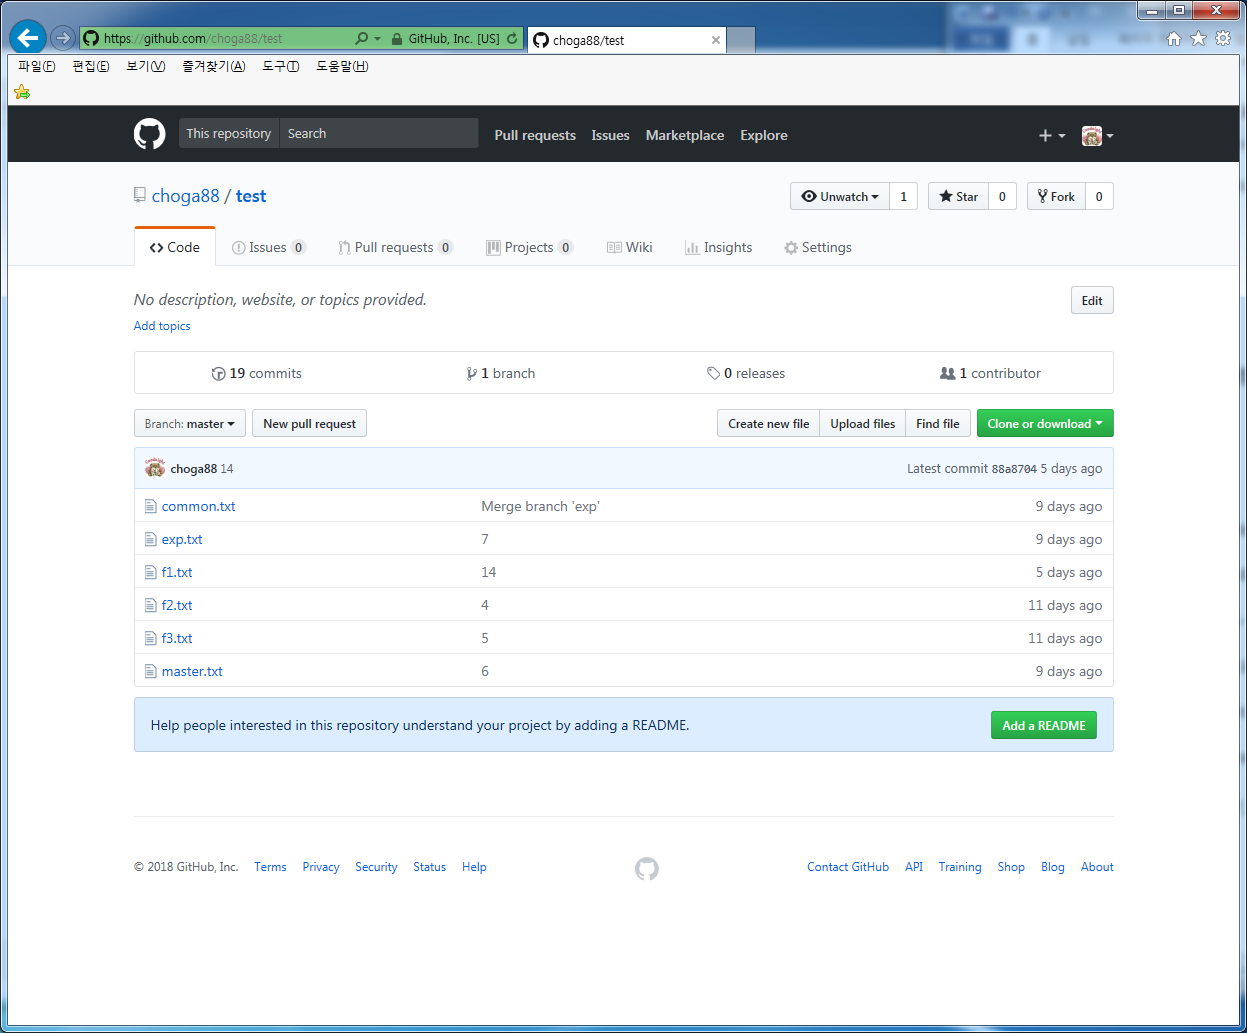 https://github.com/choga88/test GitHub, Inc. [US] choga88/test
파일(F) 편집(E) 보기(V) 즐겨찾기(A) 도구(T) 도움말(H)
This repository Search Pull requests Issues Marketplace Explore
choga88 / test Unwatch 1 Star 0 Fork 0
Code Issues 0 Pull requests 0 Projects 0 Wiki Insights Settings
No description, website, or topics provided. Edit
Add topics
19 commits 1 branch 0 releases 1 contributor
Branch: master New pull request Create new file Upload files Find file Clone or download
choga88 14 Latest commit 88a8704 5 days ago
common.txt Merge branch 'exp' 9 days ago
exp.txt 7 9 days ago
f1.txt 14 5 days ago
f2.txt 4 11 days ago
f3.txt 5 11 days ago
master.txt 6 9 days ago
Help people interested in this repository understand your project by adding a README. Add a README
© 2018 GitHub, Inc. Terms Privacy Security Status Help Contact GitHub API Training Shop Blog About